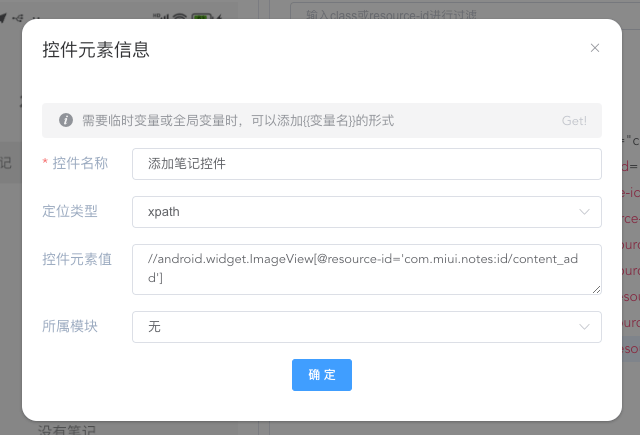 输入class或resource-id进行过滤
控件元素信息
需要临时变量或全局变量时，可以添加{{变量名}}的形式
Get!
* 控件名称
添加笔记控件
定位类型
xpath
控件元素值
//android.widget.ImageView[@resource-id='com.miui.notes:id/content_ad
d']
所属模块
无
确 定
没有笔记